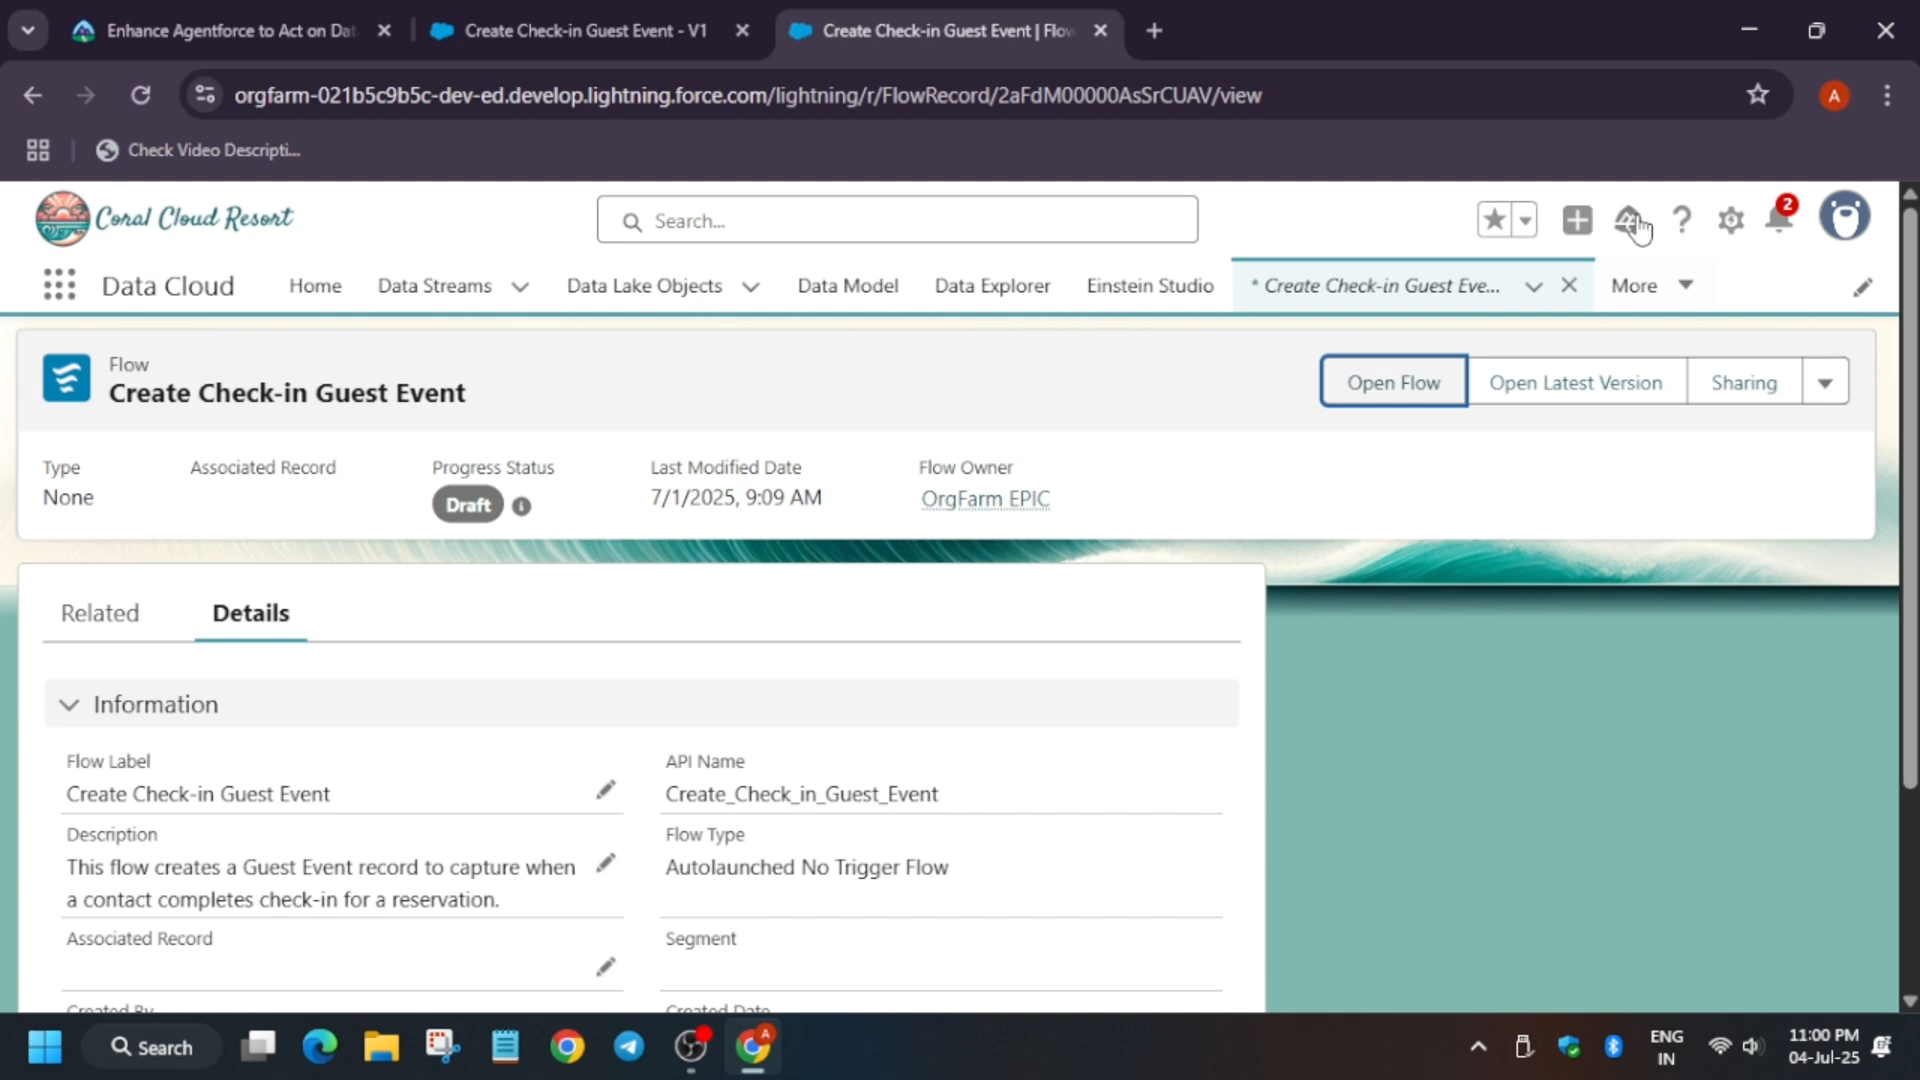 Enhance Agentforce to Act on Dat
Create Check-in Guest Event - V1
Create Check-in Guest Event | Flow
orgfarm-021b5c9b5c-dev-ed.develop.lightning.force.com/lightning/r/FlowRecord/2aFdM00000AsSrCUAV/view
A
Check Video Descripti...
Coral Cloud Resort
Search...
2
Data Cloud
Home
Data Streams
Data Lake Objects
Data Model
Data Explorer
Einstein Studio
* Create Check-in Guest Eve...
More
Flow
Create Check-in Guest Event
Open Flow
Open Latest Version
Sharing
Type
None
Associated Record
Progress Status
Draft
Last Modified Date
7/1/2025, 9:09 AM
Flow Owner
OrgFarm EPIC
Related
Details
Information
Flow Label
Create Check-in Guest Event
API Name
Create_Check_in_Guest_Event
Description
This flow creates a Guest Event record to capture when
a contact completes check-in for a reservation.
Flow Type
Autolaunched No Trigger Flow
Associated Record
Segment
Created By
Created Date
Search
A
ENG
IN
11:00 PM
04-Jul-25